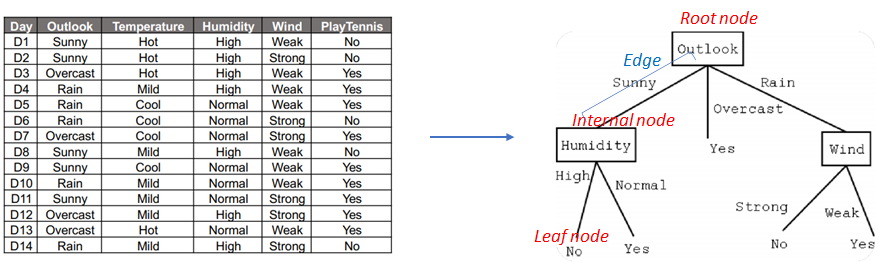 Day Outlook Temperature Humidity Wind PlayTennis
D1 Sunny Hot High Weak No
D2 Sunny Hot High Strong No
D3 Overcast Hot High Weak Yes
D4 Rain Mild High Weak Yes
D5 Rain Cool Normal Weak Yes
D6 Rain Cool Normal Strong No
D7 Overcast Cool Normal Strong Yes
D8 Sunny Mild High Weak No
D9 Sunny Cool Normal Weak Yes
D10 Rain Mild Normal Weak Yes
D11 Sunny Mild Normal Strong Yes
D12 Overcast Mild High Strong Yes
D13 Overcast Hot Normal Weak Yes
D14 Rain Mild High Strong No
Root node
Outlook
Edge
Sunny
Rain
Overcast
Internal node
Humidity
Yes
Wind
High
Normal
Strong
Weak
Leaf node
No
Yes
No
Yes